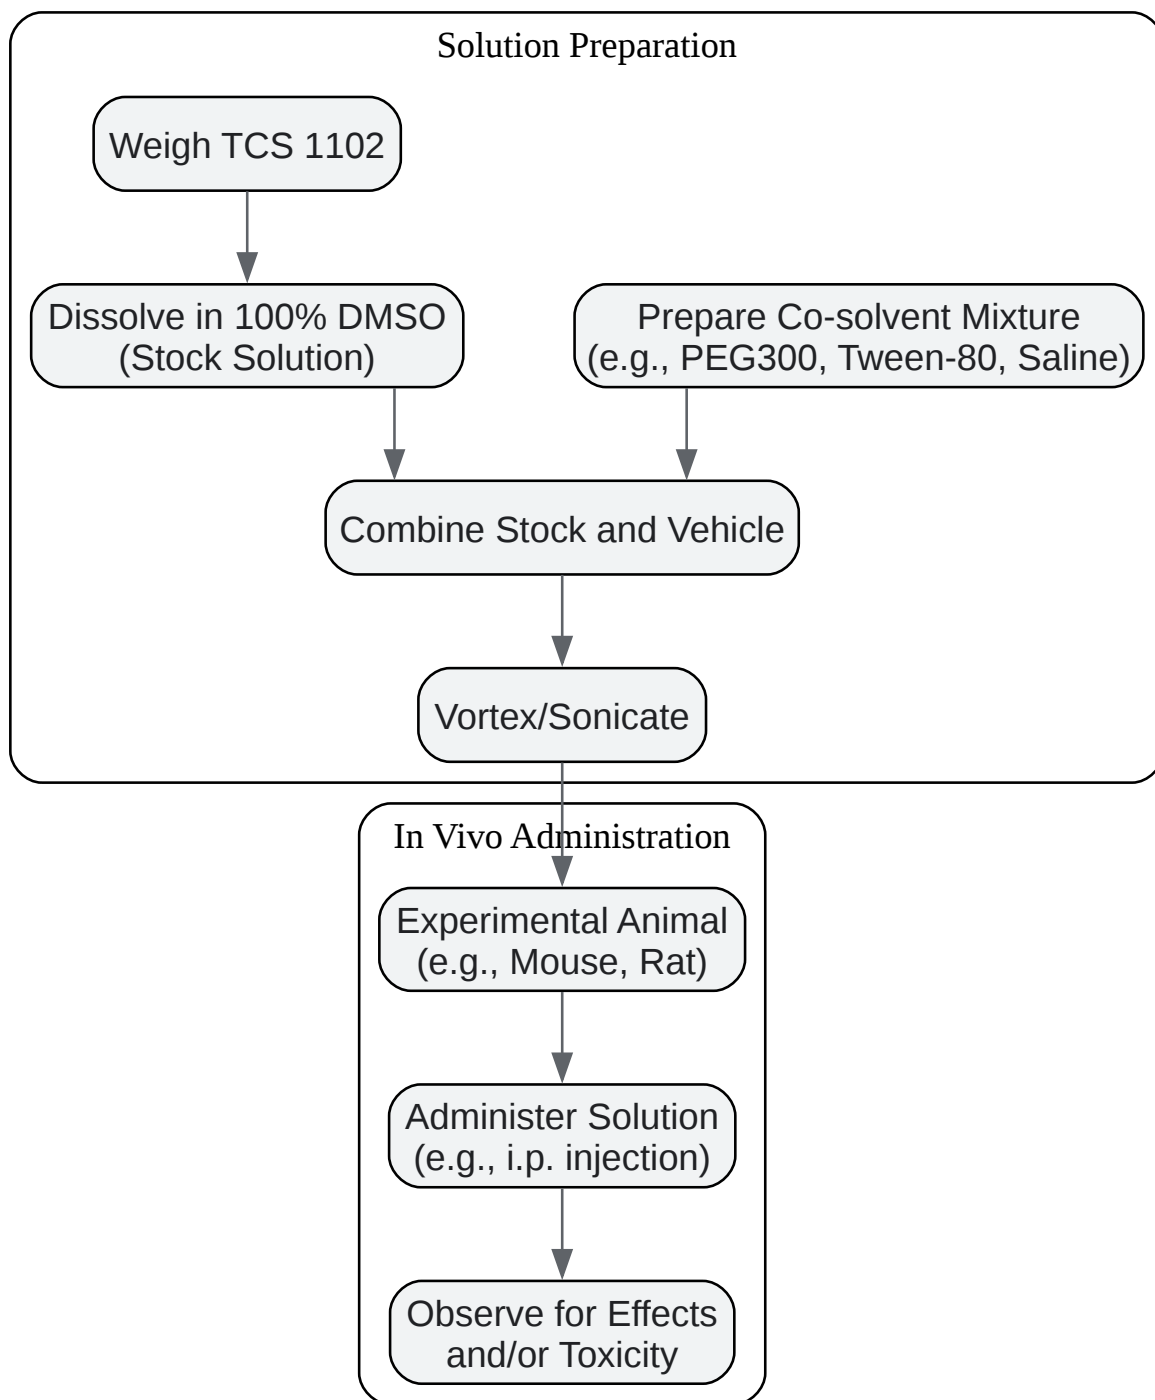 Solution Preparation
Weigh TCS 1102
Dissolve in 100% DMSO
(Stock Solution)
Prepare Co-solvent Mixture
(e.g., PEG300, Tween-80, Saline)
Combine Stock and Vehicle
Vortex/Sonicate
In Vivo Administration
Experimental Animal
(e.g., Mouse, Rat)
Administer Solution
(e.g., i.p. injection)
Observe for Effects
and/or Toxicity